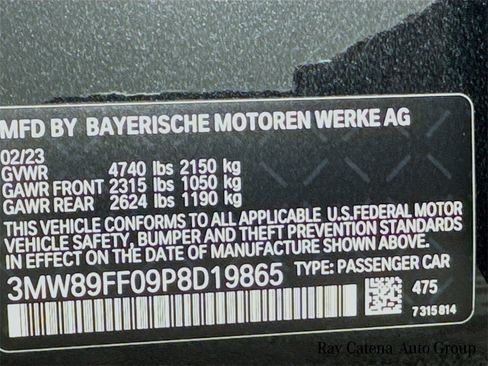 MFD BY BAYERISCHE MOTOREN WERKE AG
02/23
GVWR 4740 lbs 2150 kg
GAWR FRONT 2315 lbs 1050 kg
GAWR REAR 2624 lbs 1190 kg
THIS VEHICLE CONFORMS TO ALL APPLICABLE U.S.FEDERAL MOTOR
VEHICLE SAFETY, BUMPER AND THEFT PREVENTION STANDARDS
IN EFFECT ON THE DATE OF MANUFACTURE SHOWN ABOVE.
3MW89FF09P8D19865 TYPE: PASSENGER CAR
475
7 315 814
Ray Catena Auto Group